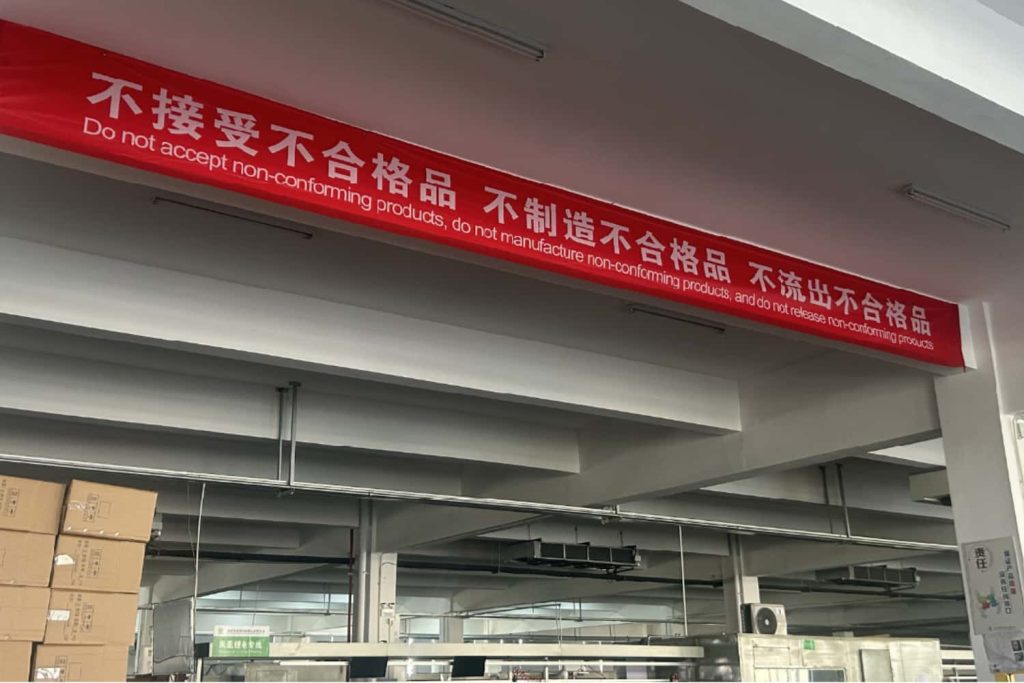 不接受不合格品 不制造不合格品 不流出不合格品
Do not accept non-conforming products, do not manufacture non-conforming products, and do not release non-conforming products
责任